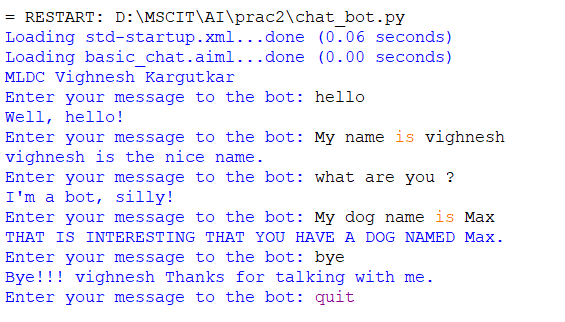 = RESTART: D:\MSCIT\AI\prac2\chat_bot.py
Loading std-startup.xml...done (0.06 seconds)
Loading basic_chat.aiml...done (0.00 seconds)
MLDC Vighnesh Kargutkar
Enter your message to the bot: hello
Well, hello!
Enter your message to the bot: My name is vighnesh
vighnesh is the nice name.
Enter your message to the bot: what are you ?
I'm a bot, silly!
Enter your message to the bot: My dog name is Max
THAT IS INTERESTING THAT YOU HAVE A DOG NAMED Max.
Enter your message to the bot: bye
Bye!!! vighnesh Thanks for talking with me.
Enter your message to the bot: quit